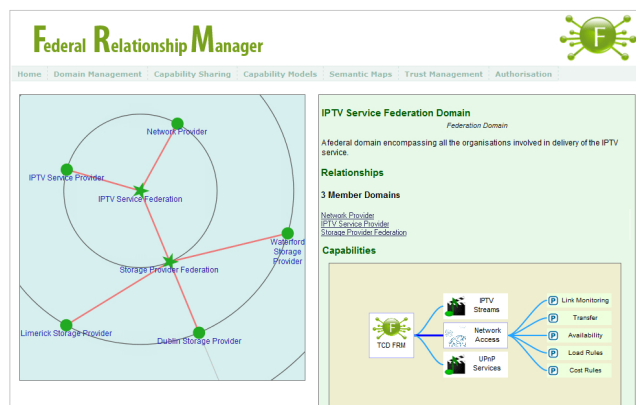 Federal Relationship Manager
F
Home Domain Management Capability Sharing Capability Models Semantic Maps Trust Management Authorisation
Network Provider
IPTV Service Provider
IPTV Service Federation
Waterford
Storage
Provider
Storage Provider Federation
Limerick Storage Provider
Dublin Storage Provider
IPTV Service Federation Domain
Federation Domain
A federal domain encompassing all the organisations involved in delivery of the IPTV
service.
Relationships
3 Member Domains
Network Provider
IPTV Service Provider
Storage Provider Federation
Capabilities
F
TCD FRM
IPTV
Streams
Network
Access
UPnP
Services
P Link Monitoring
P Transfer
P Availability
P Load Rules
P Cost Rules